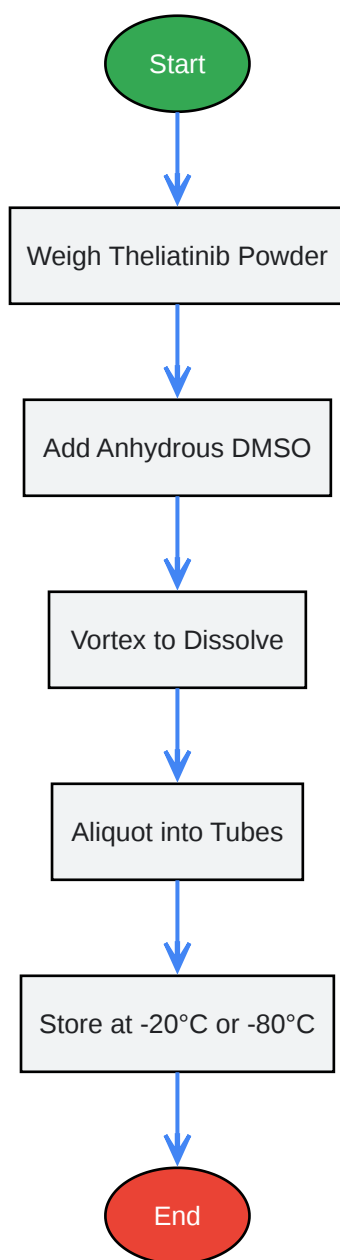 Start
Weigh Theliatinib Powder
Add Anhydrous DMSO
Vortex to Dissolve
Aliquot into Tubes
Store at -20°C or -80°C
End